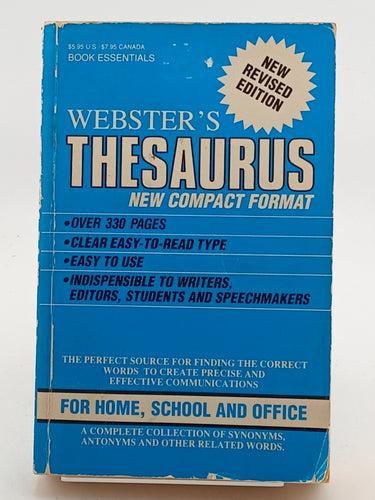 $5.95 U.S. $7.95 CANADA
BOOK ESSENTIALS
NEW
REVISED
EDITION
WEBSTER'S
THESAURUS
NEW COMPACT FORMAT
•OVER 330 PAGES
•CLEAR EASY-TO-READ TYPE
•EASY TO USE
•INDISPENSIBLE TO WRITERS,
EDITORS, STUDENTS AND SPEECHMAKERS
THE PERFECT SOURCE FOR FINDING THE CORRECT
WORDS TO CREATE PRECISE AND
EFFECTIVE COMMUNICATIONS
FOR HOME, SCHOOL AND OFFICE
A COMPLETE COLLECTION OF SYNONYMS,
ANTONYMS AND OTHER RELATED WORDS.